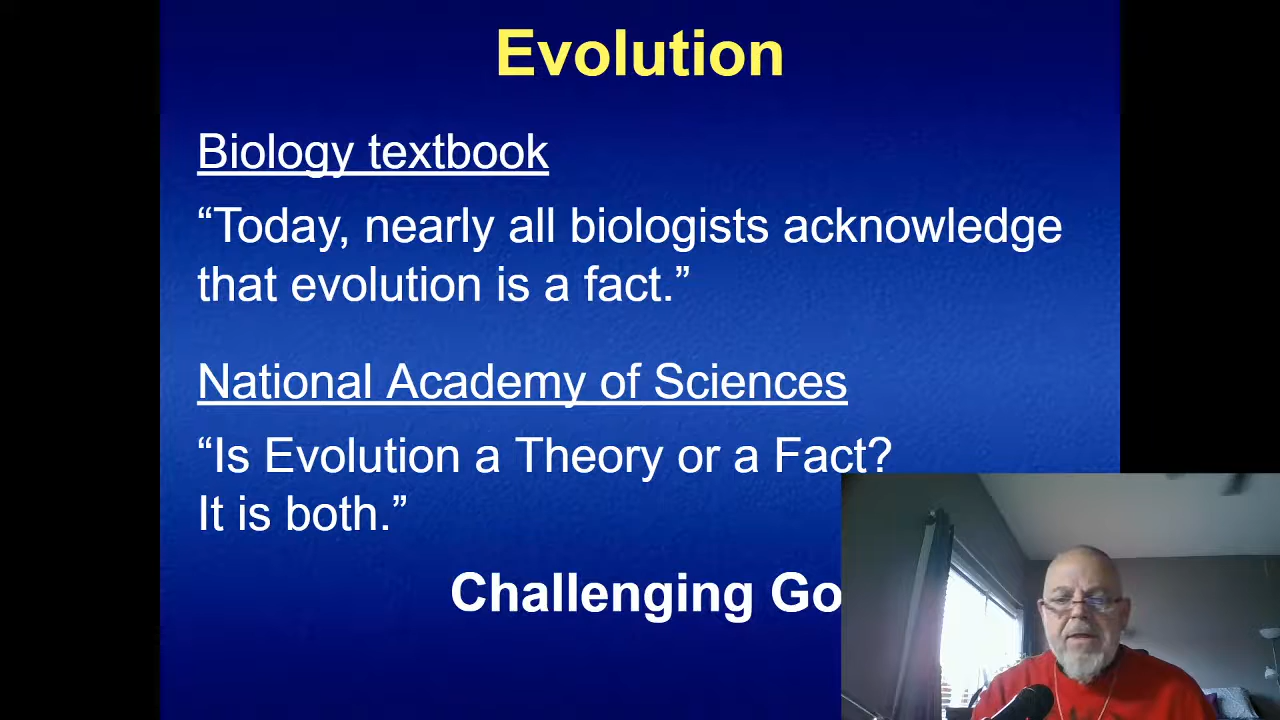 Evolution
Biology textbook
“Today, nearly all biologists acknowledge
that evolution is a fact.”
National Academy of Sciences
“Is Evolution a Theory or a Fact?
It is both.”
Challenging Go